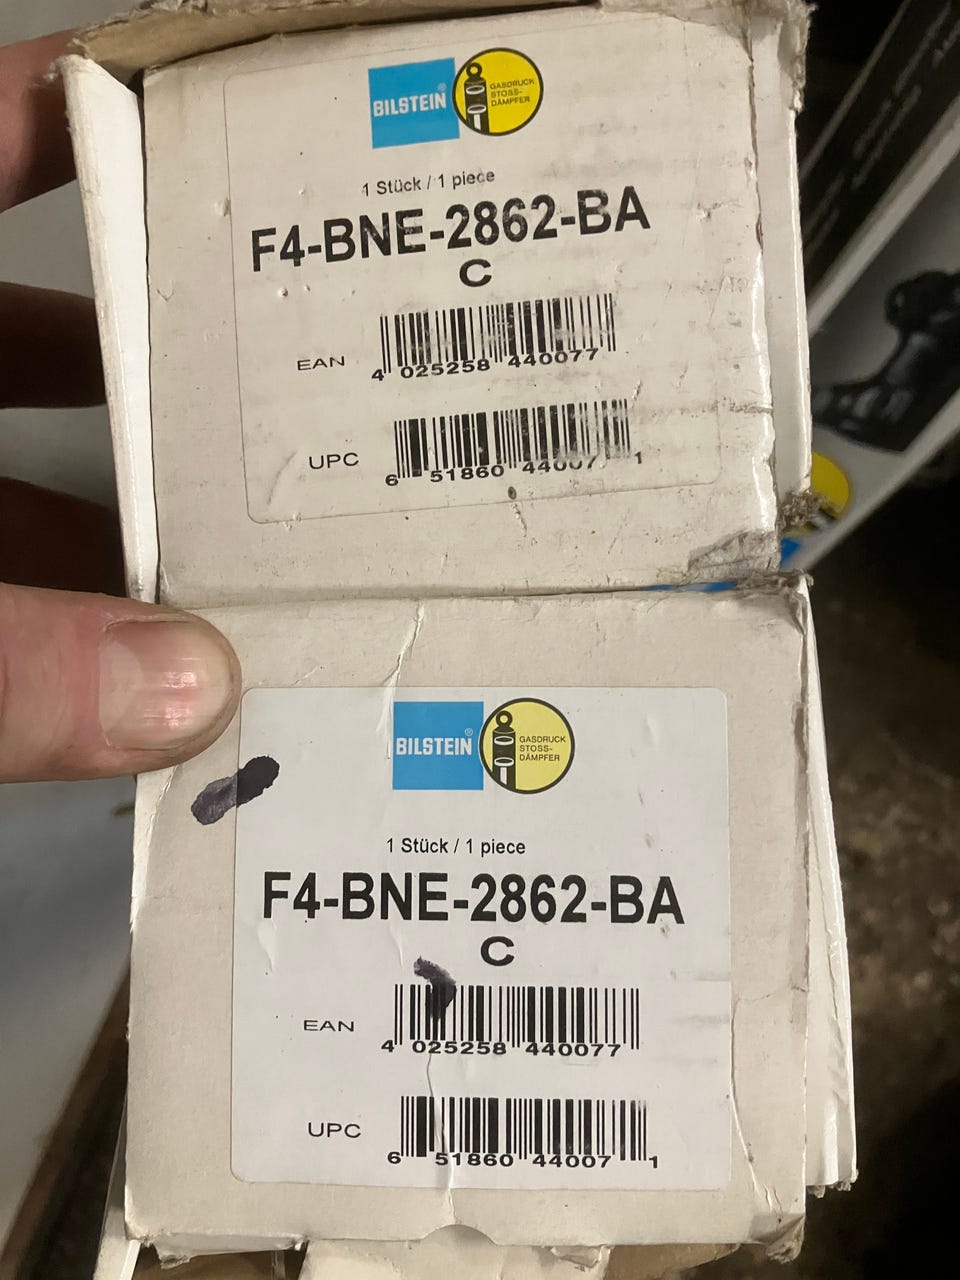 BILSTEIN®
GASDRUCK
STOSS-
DÄMPFER
1 Stück / 1 piece
F4-BNE-2862-BA
C
EAN
4 025258 440077
UPC
6 51860 44007 1
BILSTEIN®
GASDRUCK
STOSS-
DÄMPFER
1 Stück / 1 piece
F4-BNE-2862-BA
C
EAN
4 025258 440077
UPC
6 51860 44007 1